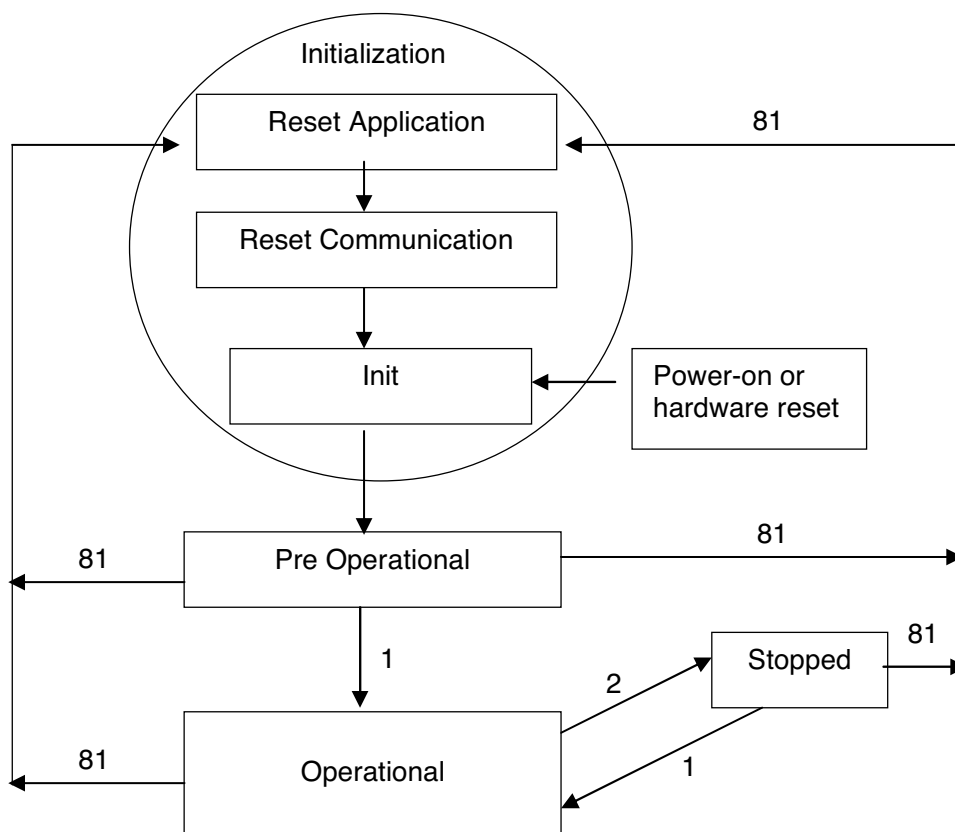 Initialization
Reset Application
81
Reset Communication
Init
Power-on or
hardware reset
81
Pre Operational
81
1
2
Stopped
81
81
Operational
1